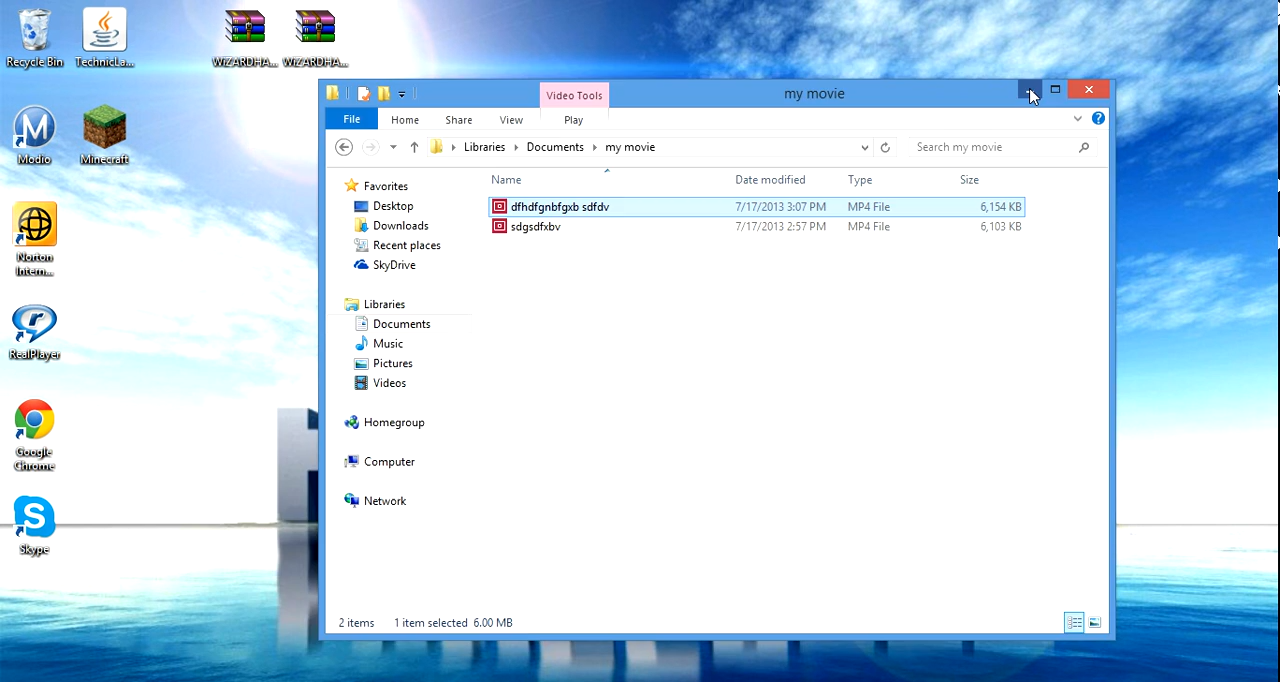 Recycle Bin
TechnicLa...
WiZARDHA...
WiZARDHA...
Modio
Minecraft
Norton
Intern...
RealPlayer
Google
Chrome
Skype
Video Tools
my movie
File
Home
Share
View
Play
Libraries
Documents
my movie
Search my movie
Favorites
Desktop
Downloads
Recent places
SkyDrive
Libraries
Documents
Music
Pictures
Videos
Homegroup
Computer
Network
Name Date modified Type Size
dfhdfgnbfgxb sdfdv 7/17/2013 3:07 PM MP4 File 6,154 KB
sdgsdfxbv 7/17/2013 2:57 PM MP4 File 6,103 KB
2 items 1 item selected 6.00 MB